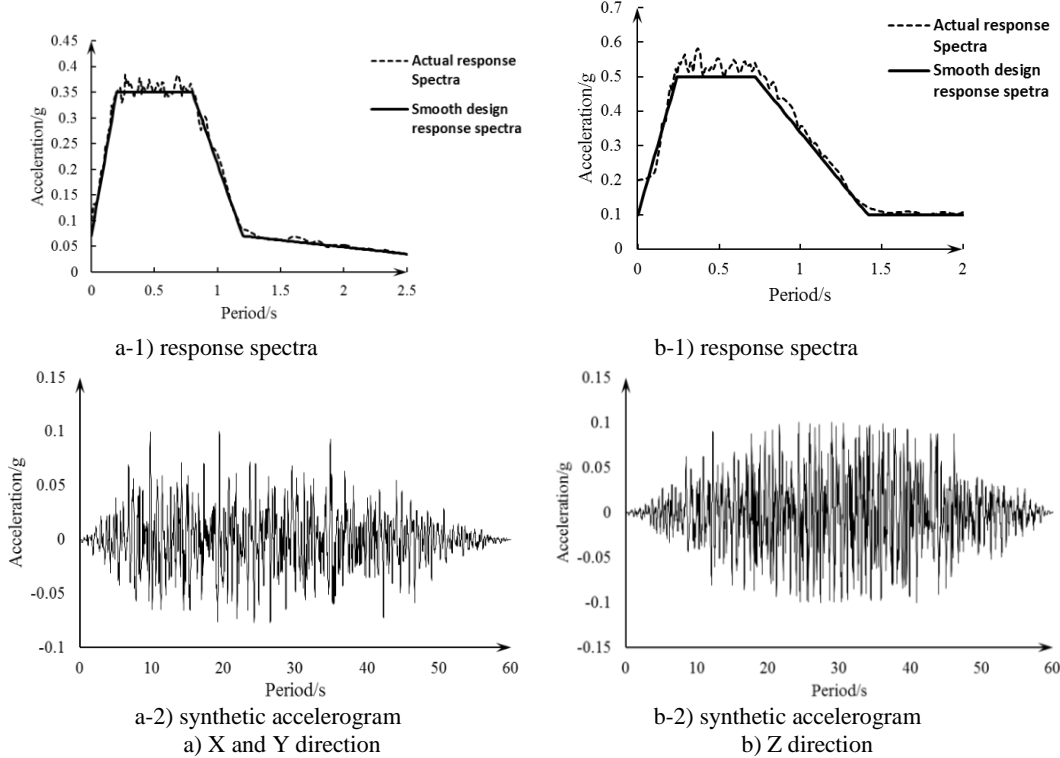 0.45
0.4
0.35
0.3
0.25
0.2
0.15
0.1
0.05
0
Acceleration/g
0 0.5 1 1.5 2 2.5
Period/s
Actual response
Spectra
Smooth design
response spectra
a-1) response spectra
0.7
0.6
0.5
0.4
0.3
0.2
0.1
0
Acceleration/g
0 0.5 1 1.5 2
Period/s
Actual response
Spectra
Smooth design
response spetra
b-1) response spectra
0.15
0.1
0.05
0
-0.05
-0.1
Acceleration/g
0 10 20 30 40 50 60
Period/s
a-2) synthetic accelerogram
a) X and Y direction
0.15
0.1
0.05
0
-0.05
-0.1
-0.15
Acceleration/g
0 10 20 30 40 50 60
Period/s
b-2) synthetic accelerogram
b) Z direction